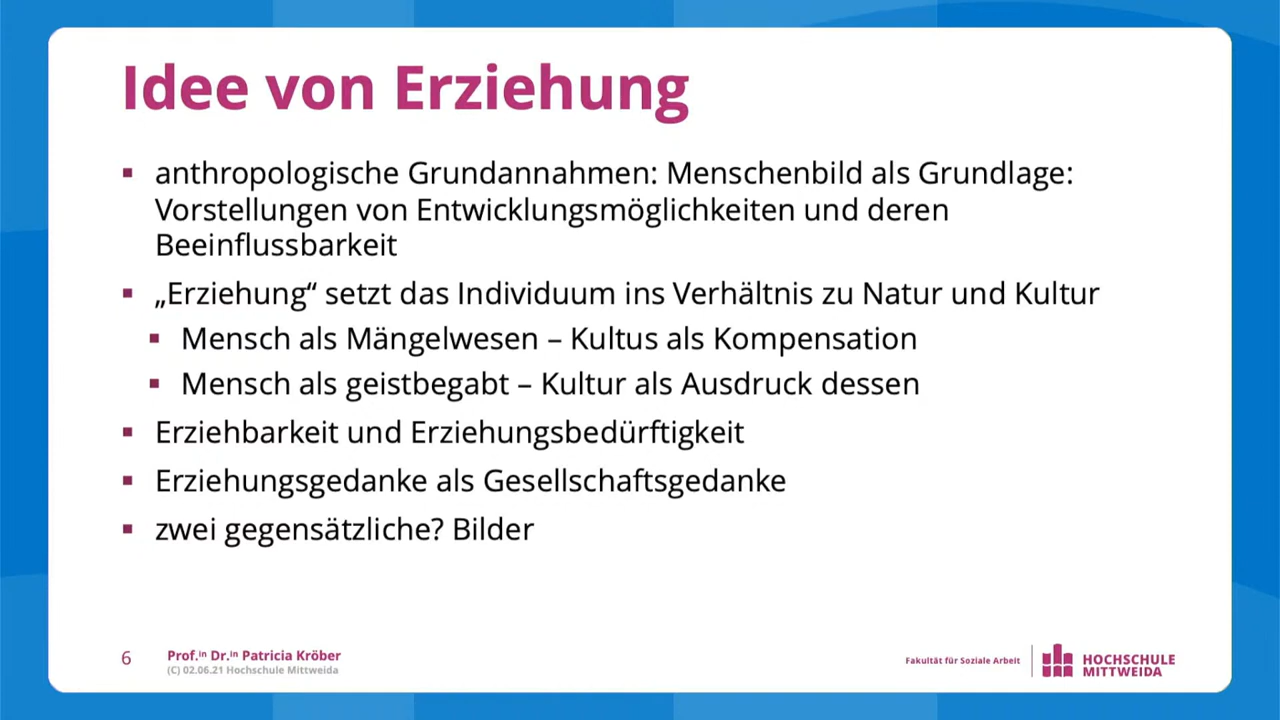 Idee von Erziehung
▪ anthropologische Grundannahmen: Menschenbild als Grundlage:
Vorstellungen von Entwicklungsmöglichkeiten und deren
Beeinflussbarkeit
▪ „Erziehung“ setzt das Individuum ins Verhältnis zu Natur und Kultur
▪ Mensch als Mängelwesen – Kultus als Kompensation
▪ Mensch als geistbegabt – Kultur als Ausdruck dessen
▪ Erziehbarkeit und Erziehungsbedürftigkeit
▪ Erziehungsgedanke als Gesellschaftsgedanke
▪ zwei gegensätzliche? Bilder
6
Prof.in Dr.in Patricia Kröber
(C) 02.06.21 Hochschule Mittweida
Fakultät für Soziale Arbeit
HOCHSCHULE
MITTWEIDA